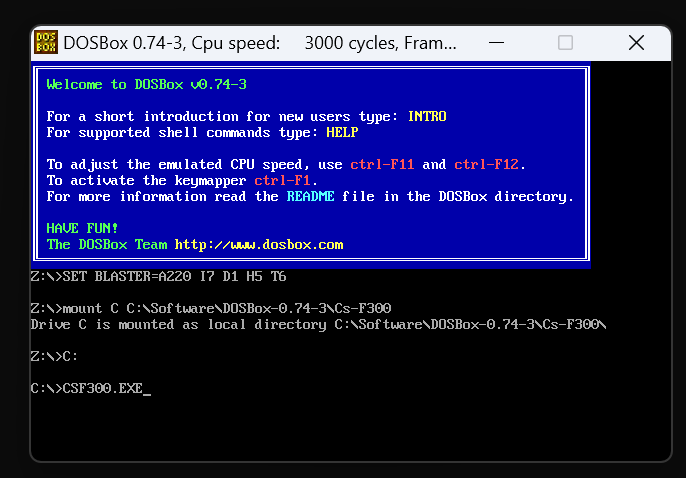 DOS
BOX
DOSBox 0.74-3, Cpu speed: 3000 cycles, Fram...
Welcome to DOSBox v0.74-3
For a short introduction for new users type: INTRO
For supported shell commands type: HELP
To adjust the emulated CPU speed, use ctrl-F11 and ctrl-F12.
To activate the keymapper ctrl-F1.
For more information read the README file in the DOSBox directory.
HAVE FUN!
The DOSBox Team http://www.dosbox.com
Z:\>SET BLASTER=A220 I7 D1 H5 T6
Z:\>mount C C:\Software\DOSBox-0.74-3\Cs-F300
Drive C is mounted as local directory C:\Software\DOSBox-0.74-3\Cs-F300\
Z:\>C:
C:\>CSF300.EXE_